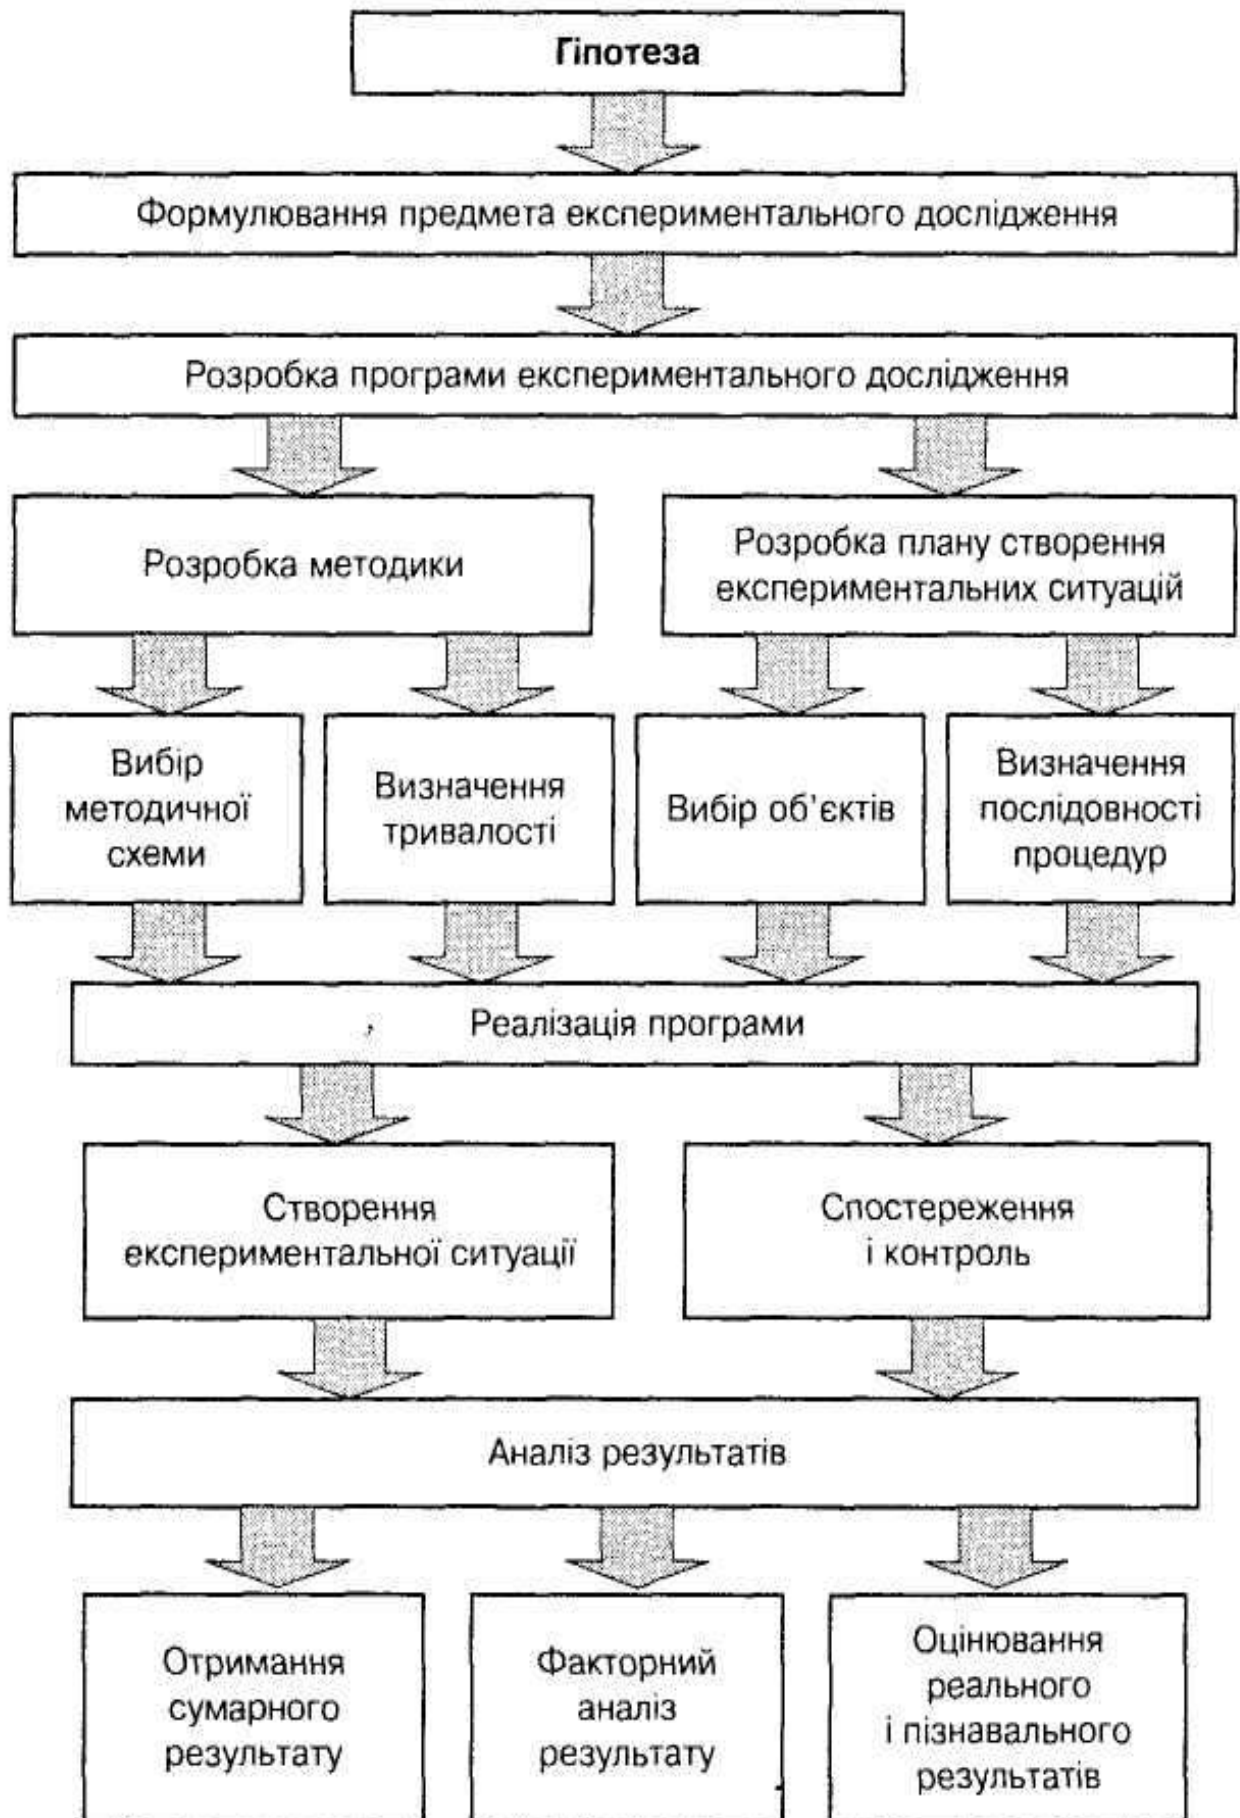 Гіпотеза
Формулювання предмета експериментального дослідження
Розробка програми експериментального дослідження
Розробка методики
Розробка плану створення
експериментальних ситуацій
Вибір
методичної
схеми
Визначення
тривалості
Вибір об'єктів
Визначення
послідовності
процедур
Реалізація програми
Створення
експериментальної ситуації
Спостереження
і контроль
Аналіз результатів
Отримання
сумарного
результату
Факторний
аналіз
результату
Оцінювання
реального
і пізнавального
результатів